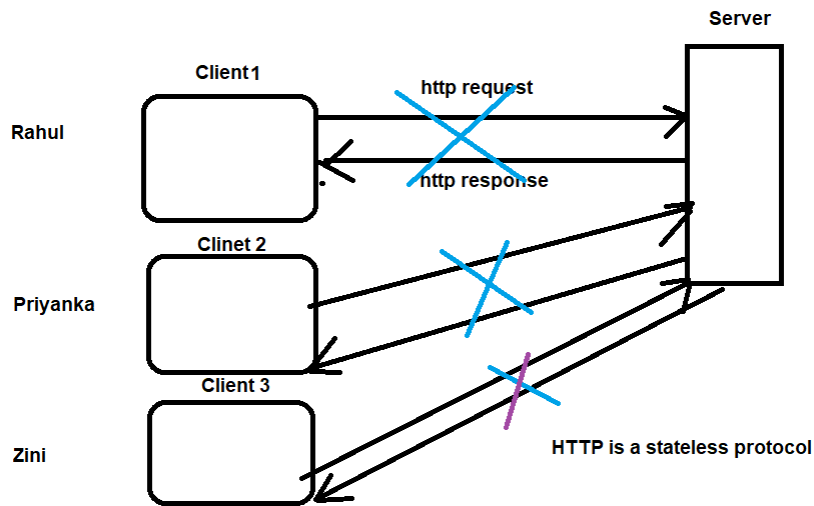 Server
Client1
http request
Rahul
http response
Clinet 2
Priyanka
Client 3
HTTP is a stateless protocol
Zini